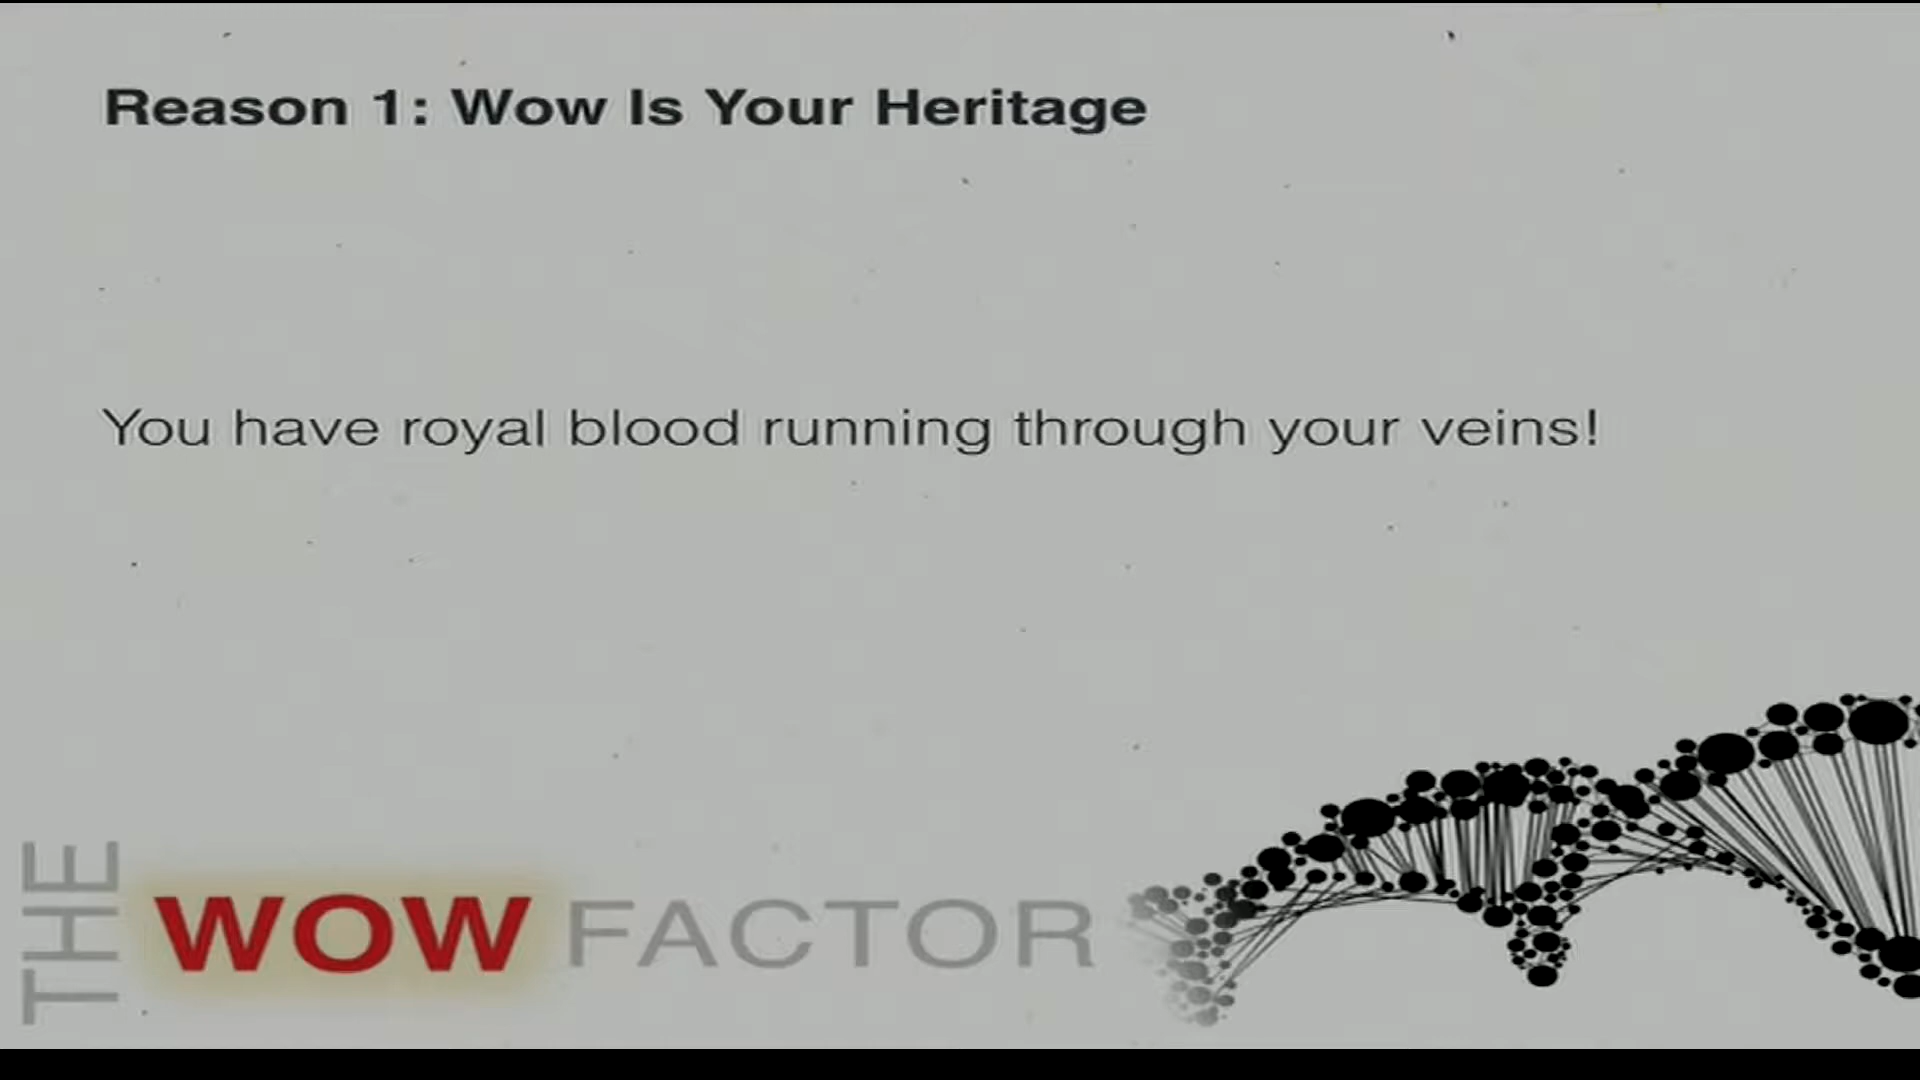 Reason 1: Wow Is Your Heritage
You have royal blood running through your veins!
THE WOW FACTOR